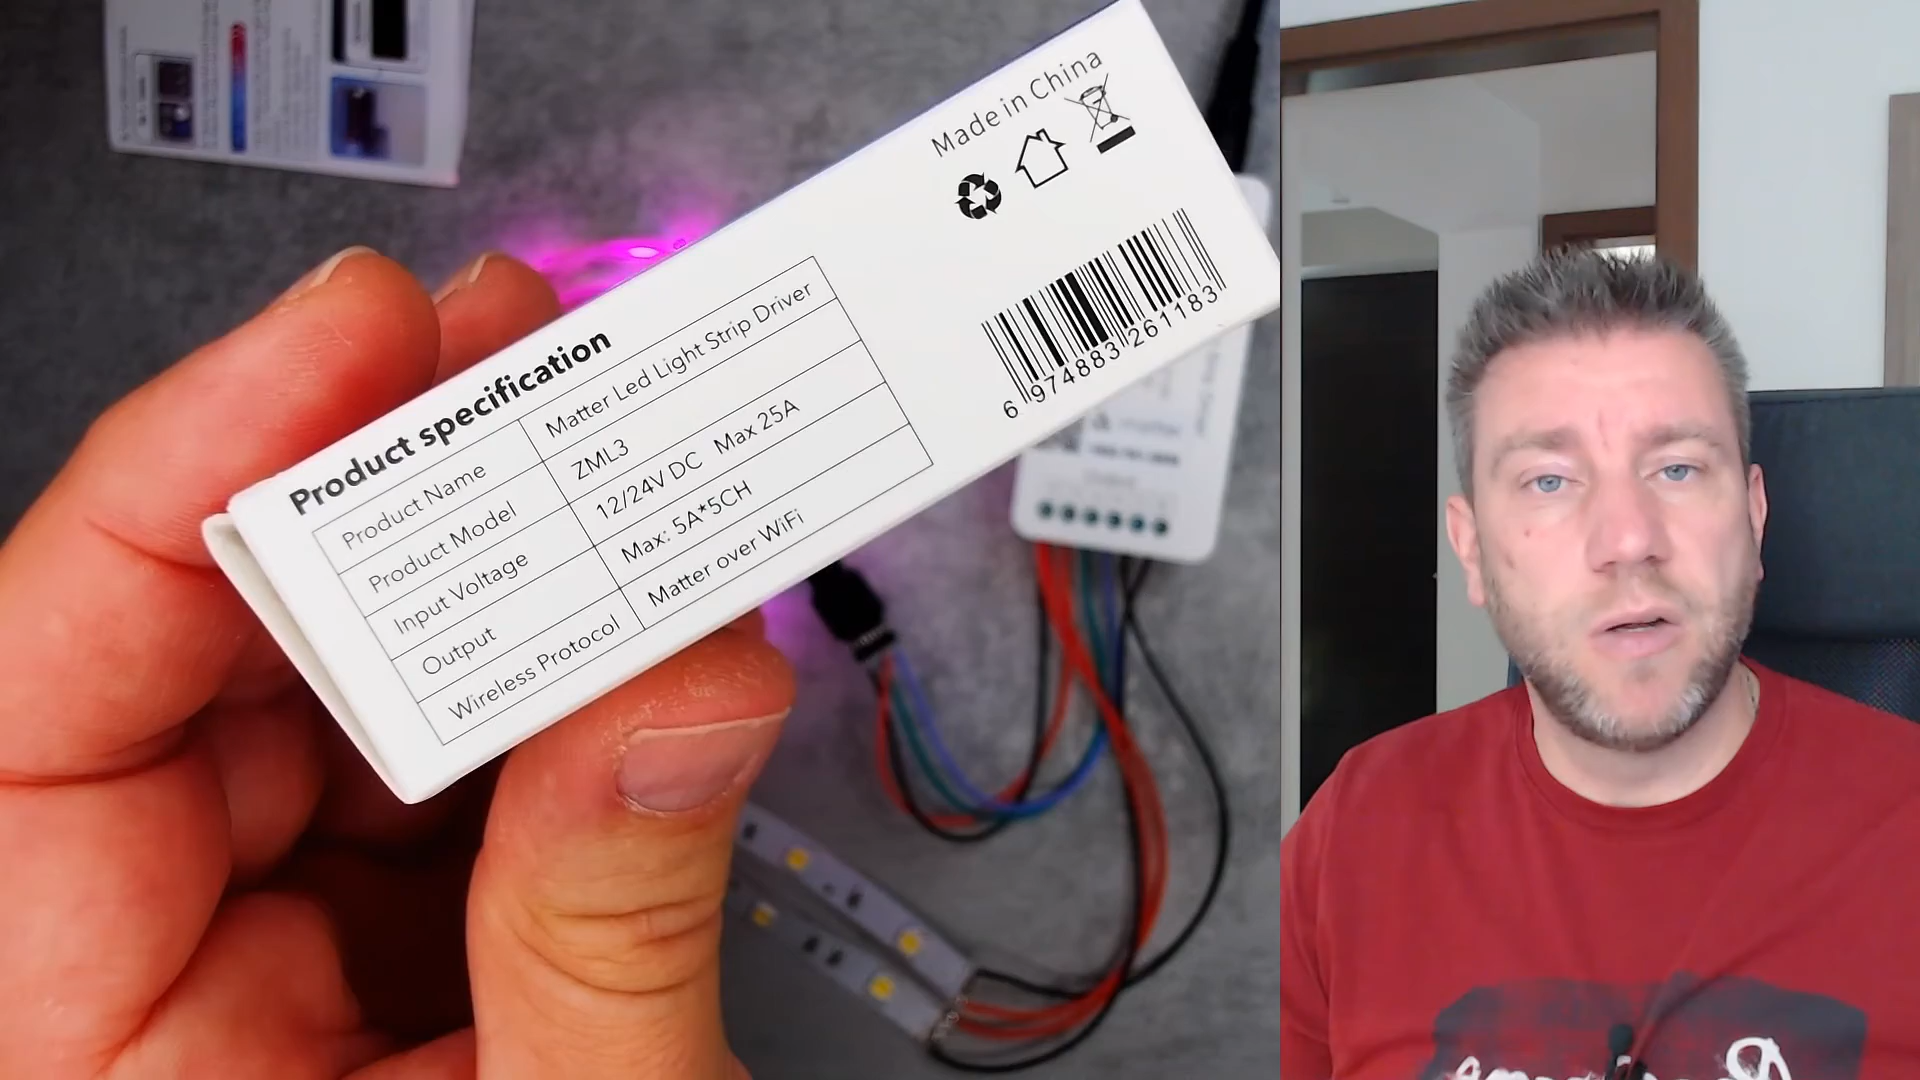 Made in China
6 974883 261183
Product specification
Product Name Matter Led Light Strip Driver
Product Model ZML3
Input Voltage 12/24V DC Max 25A
Output Max: 5A*5CH
Wireless Protocol Matter over WiFi